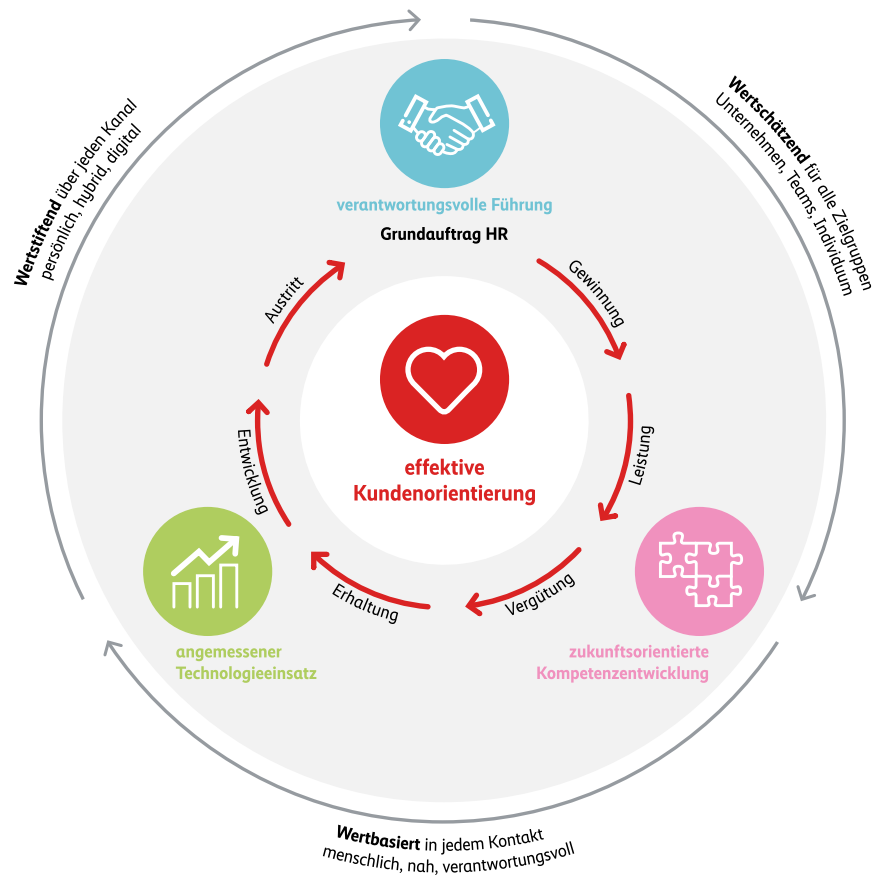 Wertstiftend über jeden Kanal
persönlich, hybrid, digital
Wertschätzend für alle Zielgruppen
Unternehmen, Teams, Individuum
verantwortungsvolle Führung
Grundauftrag HR
Gewinnung
Leistung
Vergütung
Erhaltung
Entwicklung
Austritt
effektive
Kundenorientierung
angemessener
Technologieeinsatz
zukunftsorientierte
Kompetenzentwicklung
Wertbasiert in jedem Kontakt
menschlich, nah, verantwortungsvoll